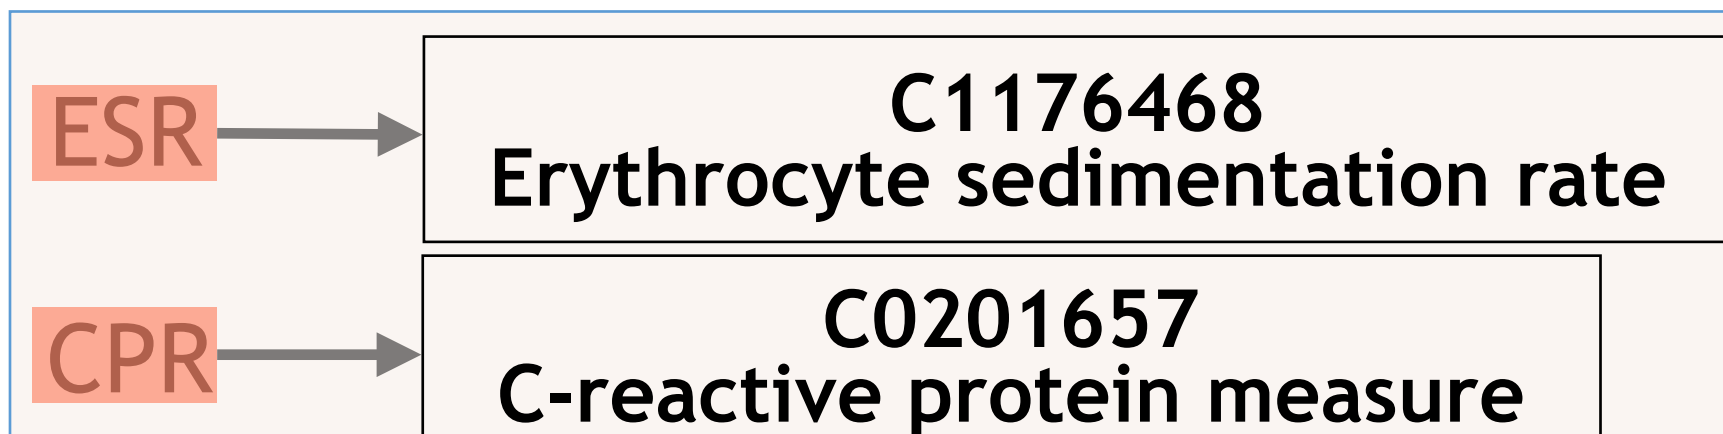 ESR
C1176468
Erythrocyte sedimentation rate
CPR
C0201657
C-reactive protein measure